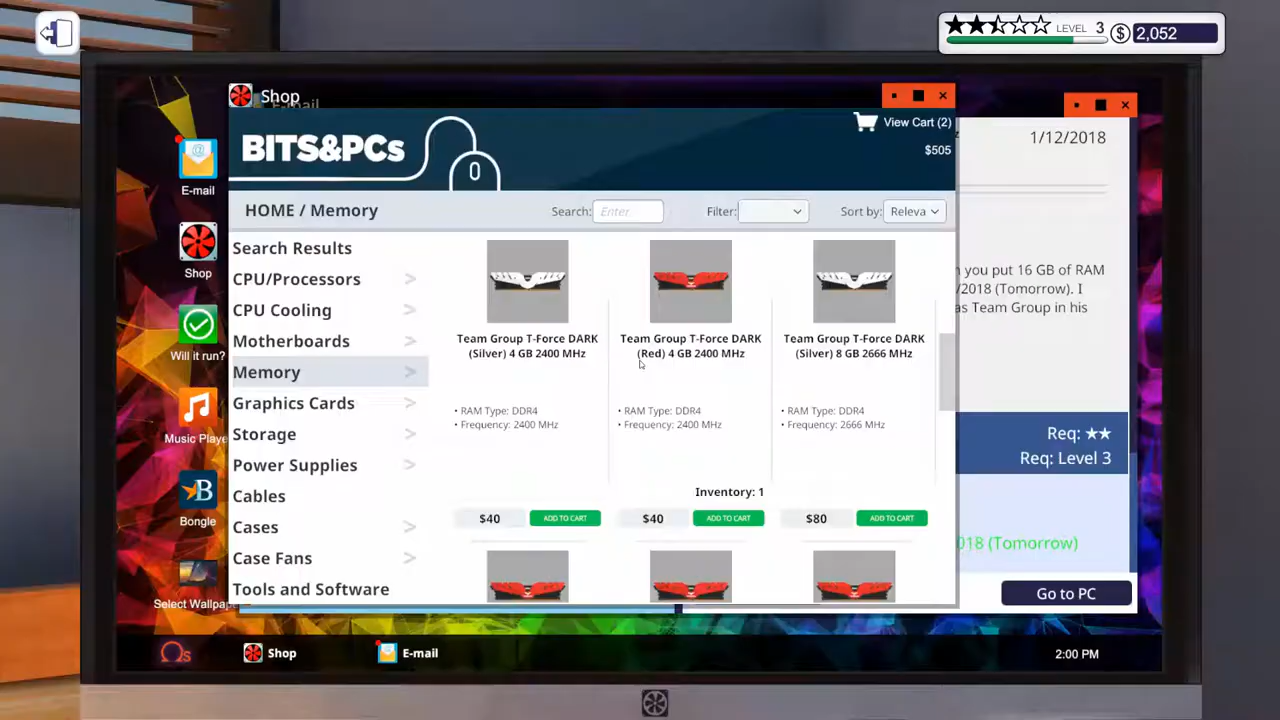 LEVEL 3
$ 2,052
Shop
E-mail
BITS&PCs
View Cart (2)
$505
HOME / Memory
Search:
Enter
Filter:
Sort by:
Releva
Search Results
CPU/Processors
CPU Cooling
Motherboards
Memory
Graphics Cards
Storage
Power Supplies
Cables
Cases
Case Fans
Tools and Software
Team Group T-Force DARK
(Silver) 4 GB 2400 MHz
• RAM Type: DDR4
• Frequency: 2400 MHz
$40
ADD TO CART
Team Group T-Force DARK
(Red) 4 GB 2400 MHz
• RAM Type: DDR4
• Frequency: 2400 MHz
Inventory: 1
$40
ADD TO CART
Team Group T-Force DARK
(Silver) 8 GB 2666 MHz
• RAM Type: DDR4
• Frequency: 2666 MHz
$80
ADD TO CART
1/12/2018
you put 16 GB of RAM
/2018 (Tomorrow). I
as Team Group in his
Req: ★★
Req: Level 3
018 (Tomorrow)
Go to PC
E-mail
Shop
Will it run?
Music Playe
Bongle
Select Wallpap
Ωs
Shop
E-mail
2:00 PM